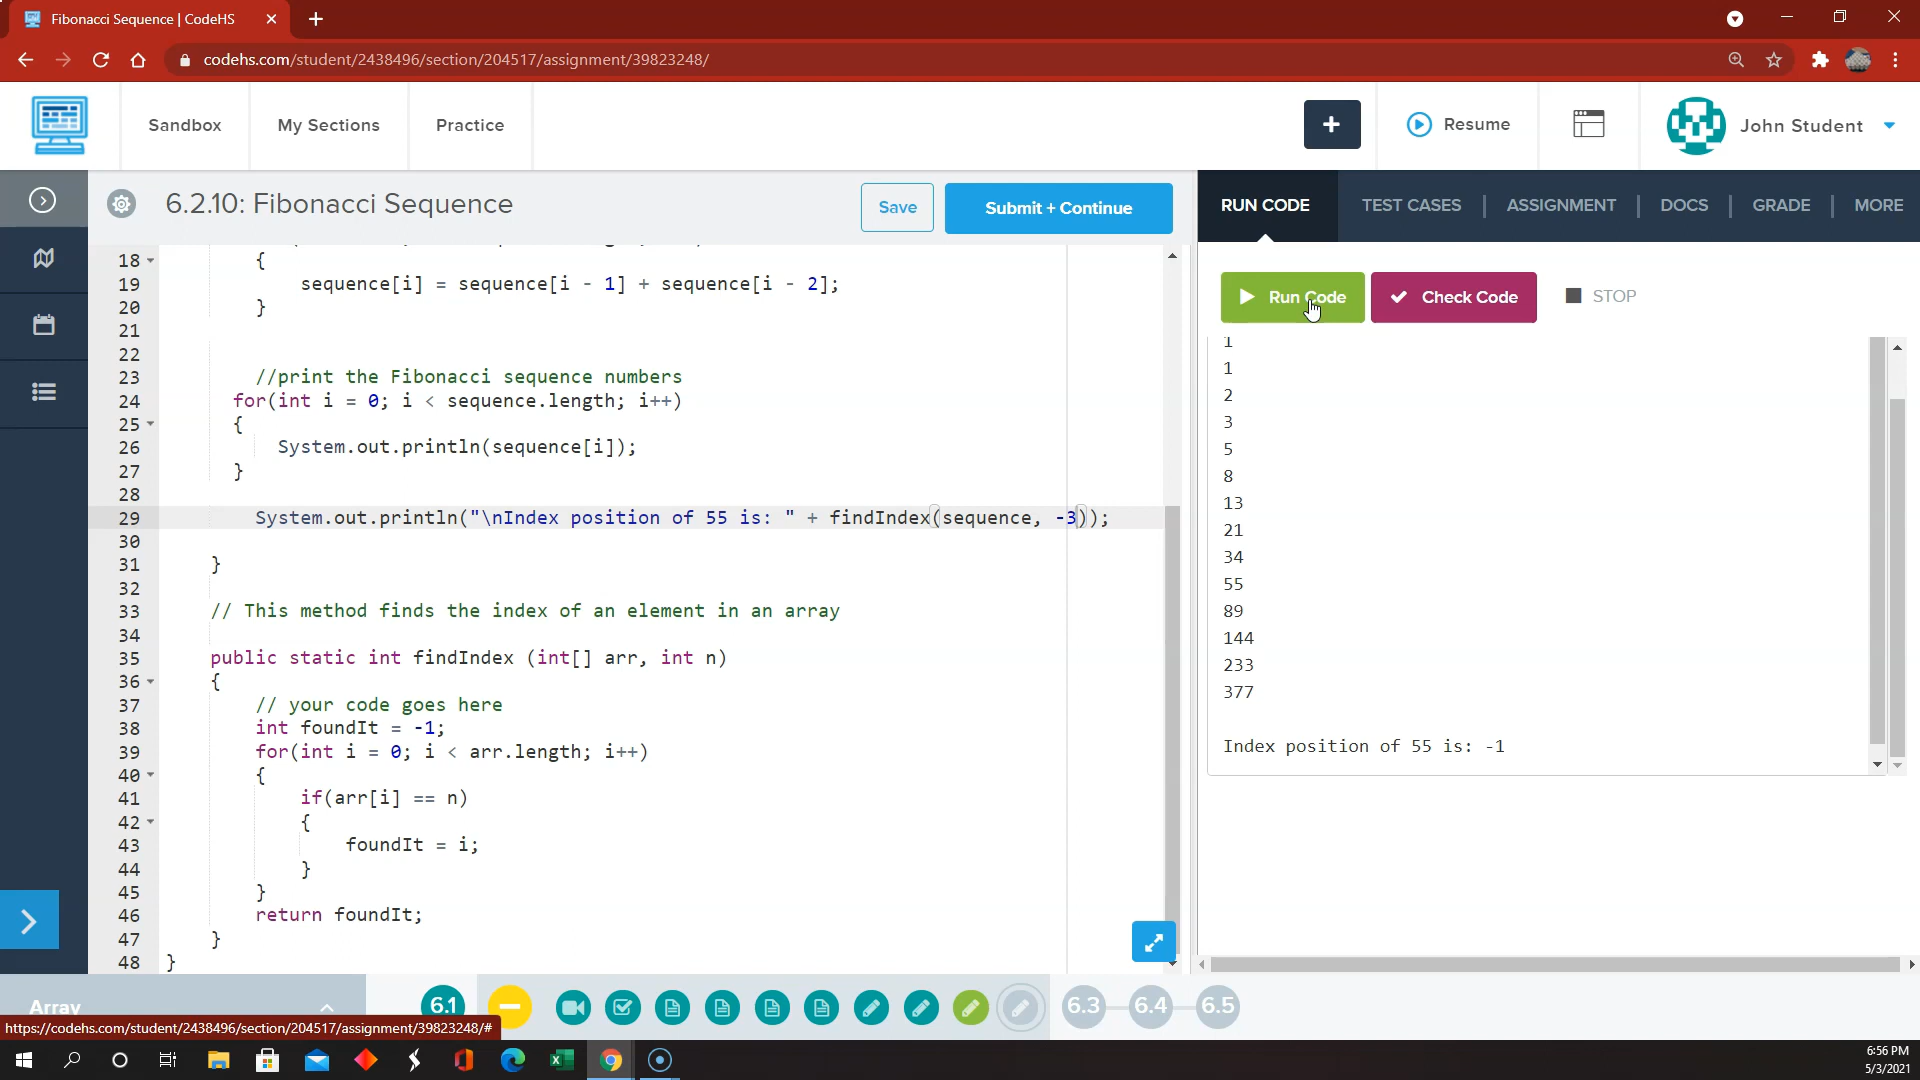 Fibonacci Sequence | CodeHS
codehs.com/student/2438496/section/204517/assignment/39823248/
Sandbox
My Sections
Practice
+
Resume
John Student
6.2.10: Fibonacci Sequence
Save
Submit + Continue
RUN CODE
TEST CASES
ASSIGNMENT
DOCS
GRADE
MORE
Run Code
Check Code
STOP
18 {
19 sequence[i] = sequence[i - 1] + sequence[i - 2];
20 }
21
22
23 //print the Fibonacci sequence numbers
24 for(int i = 0; i < sequence.length; i++)
25 {
26 System.out.println(sequence[i]);
27 }
28
29 System.out.println("\nIndex position of 55 is: " + findIndex(sequence, -3));
30
31 }
32
33 // This method finds the index of an element in an array
34
35 public static int findIndex (int[] arr, int n)
36 {
37 // your code goes here
38 int foundIt = -1;
39 for(int i = 0; i < arr.length; i++)
40 {
41 if(arr[i] == n)
42 {
43 foundIt = i;
44 }
45 }
46 return foundIt;
47 }
48 }
1
1
2
3
5
8
13
21
34
55
89
144
233
377
Index position of 55 is: -1
Array
6.1
6.3
6.4
6.5
https://codehs.com/student/2438496/section/204517/assignment/39823248/#
6:56 PM
5/3/2021